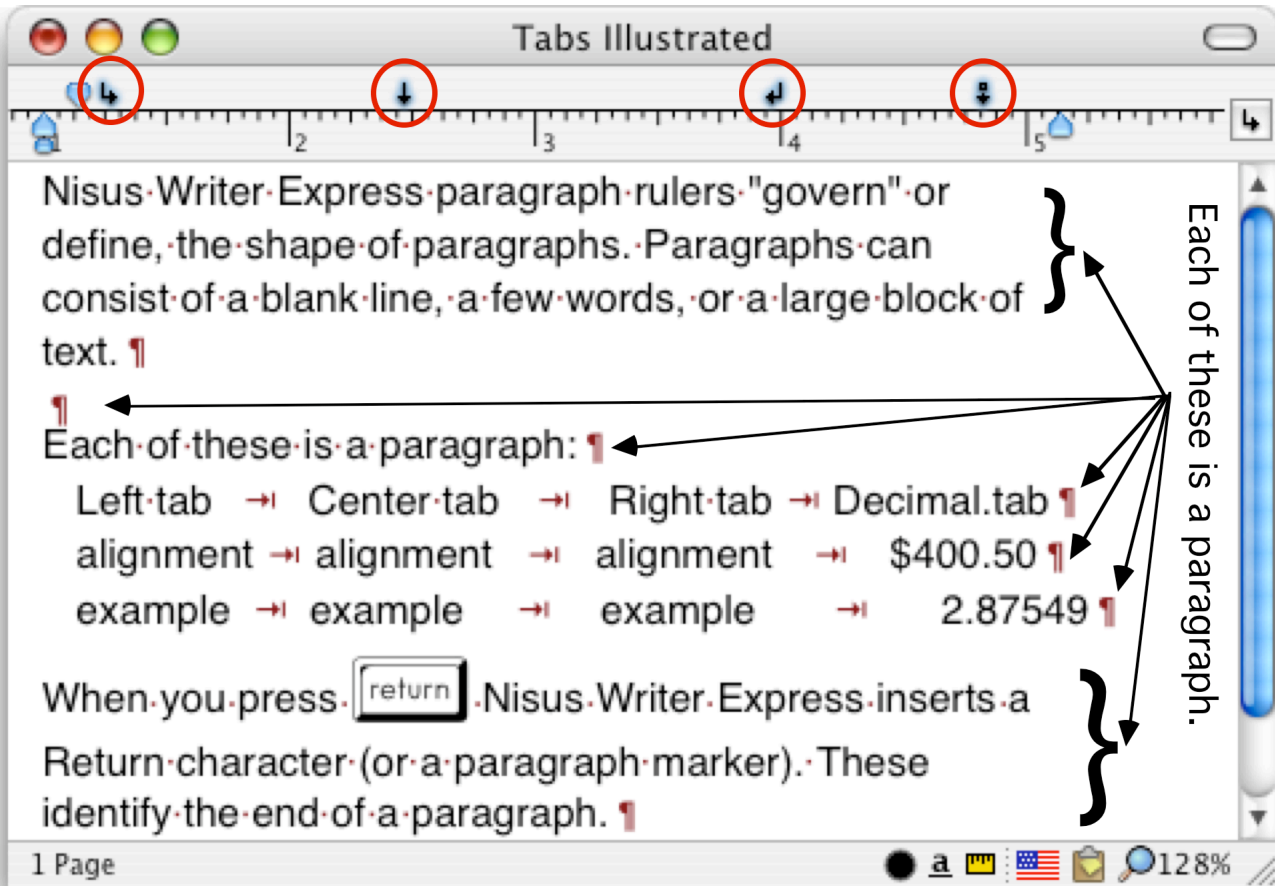 Tabs Illustrated
1 2 3 4 5
Nisus·Writer·Express·paragraph·rulers·"govern"·or
define,·the·shape·of·paragraphs.·Paragraphs·can
consist·of·a·blank·line,·a·few·words,·or·a·large·block·of
text. ¶
¶
Each·of·these·is·a·paragraph: ¶
Left·tab ⇥ Center·tab ⇥ Right·tab ⇥ Decimal.tab ¶
alignment ⇥ alignment ⇥ alignment ⇥ $400.50 ¶
example ⇥ example ⇥ example ⇥ 2.87549 ¶
When·you·press· return ·Nisus·Writer·Express·inserts·a
Return·character·(or·a·paragraph·marker).·These
identify·the·end·of·a·paragraph. ¶
Each of these is a paragraph.
1 Page a 128%